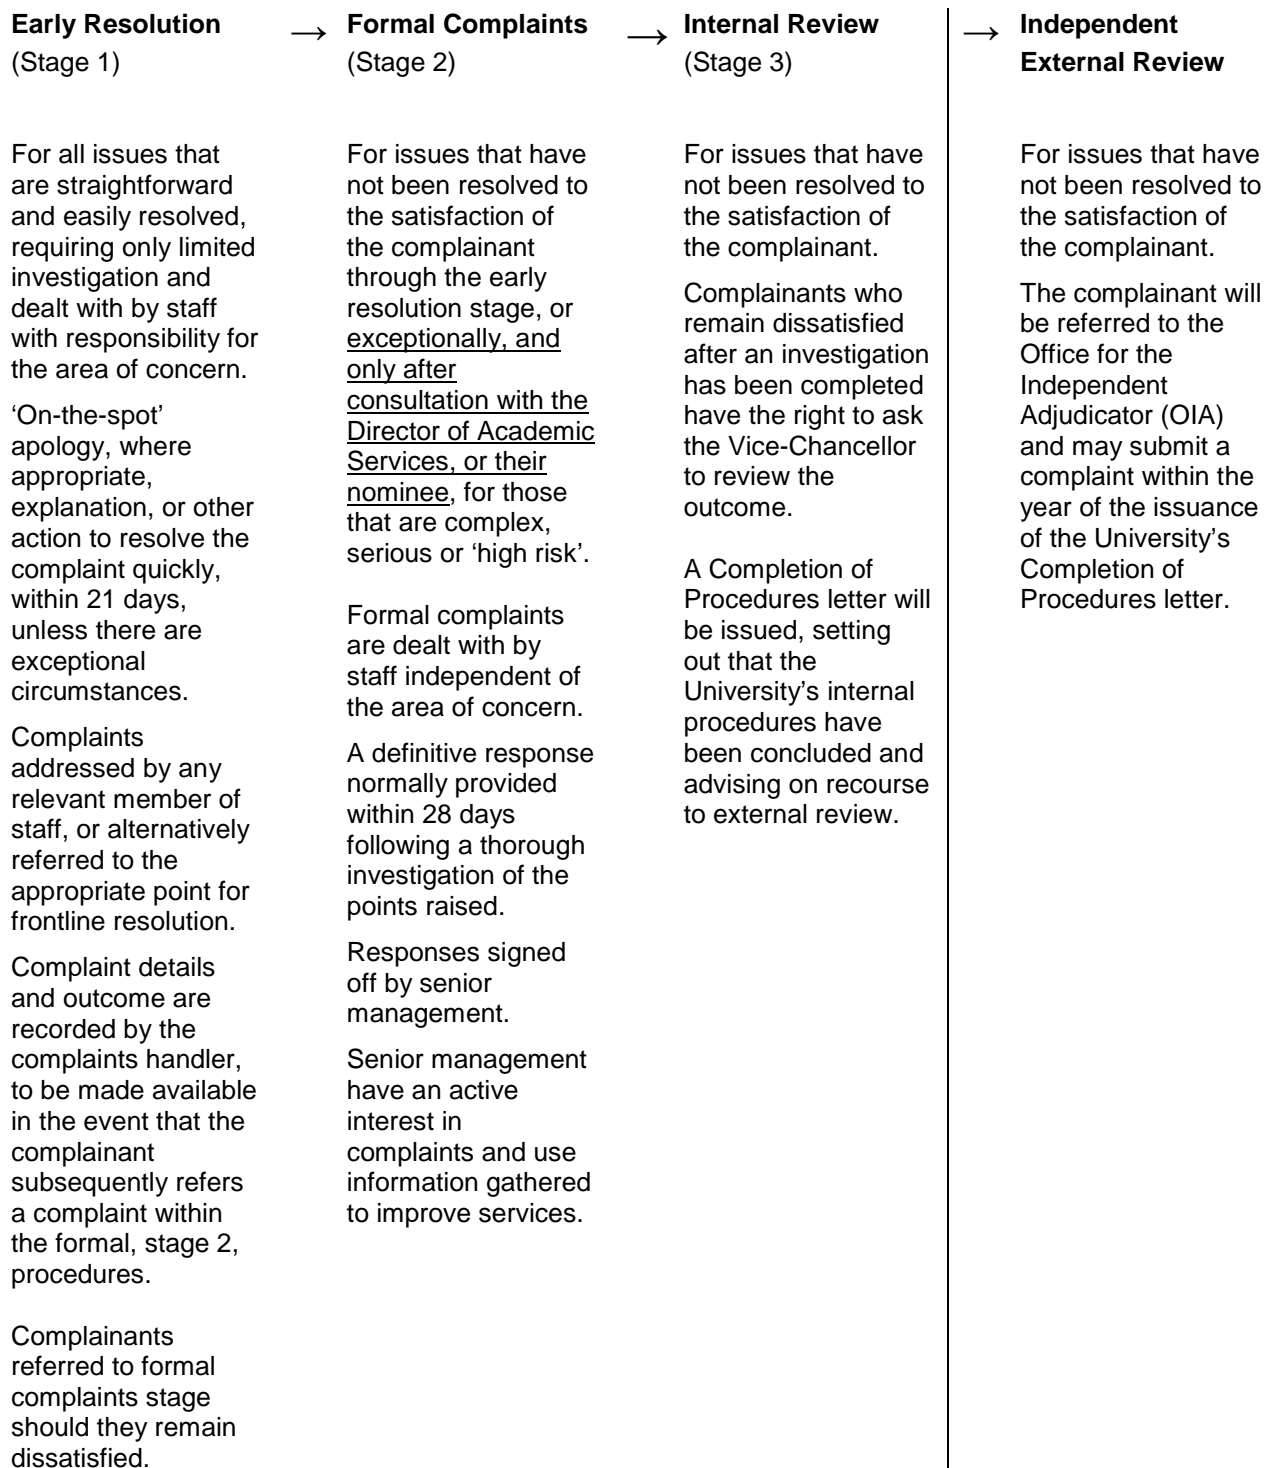 Early Resolution
(Stage 1)
For all issues that
are straightforward
and easily resolved,
requiring only limited
investigation and
dealt with by staff
with responsibility for
the area of concern.
‘On-the-spot’
apology, where
appropriate,
explanation, or other
action to resolve the
complaint quickly,
within 21 days,
unless there are
exceptional
circumstances.
Complaints
addressed by any
relevant member of
staff, or alternatively
referred to the
appropriate point for
frontline resolution.
Complaint details
and outcome are
recorded by the
complaints handler,
to be made available
in the event that the
complainant
subsequently refers
a complaint within
the formal, stage 2,
procedures.
Complainants
referred to formal
complaints stage
should they remain
dissatisfied.
→
Formal Complaints
(Stage 2)
For issues that have
not been resolved to
the satisfaction of
the complainant
through the early
resolution stage, or
exceptionally, and
only after
consultation with the
Director of Academic
Services, or their
nominee, for those
that are complex,
serious or ‘high risk’.
Formal complaints
are dealt with by
staff independent of
the area of concern.
A definitive response
normally provided
within 28 days
following a thorough
investigation of the
points raised.
Responses signed
off by senior
management.
Senior management
have an active
interest in
complaints and use
information gathered
to improve services.
→
Internal Review
(Stage 3)
For issues that have
not been resolved to
the satisfaction of
the complainant.
Complainants who
remain dissatisfied
after an investigation
has been completed
have the right to ask
the Vice-Chancellor
to review the
outcome.
A Completion of
Procedures letter will
be issued, setting
out that the
University’s internal
procedures have
been concluded and
advising on recourse
to external review.
→
Independent
External Review
For issues that have
not been resolved to
the satisfaction of
the complainant.
The complainant will
be referred to the
Office for the
Independent
Adjudicator (OIA)
and may submit a
complaint within the
year of the issuance
of the University’s
Completion of
Procedures letter.